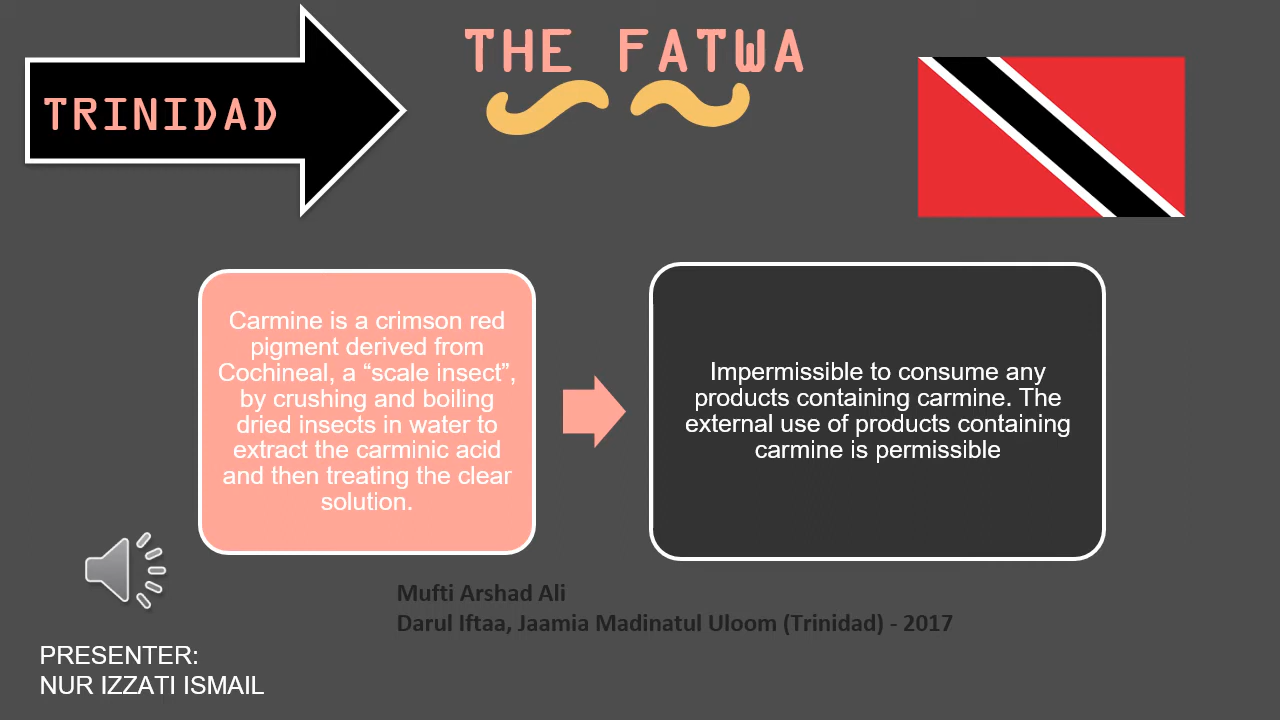 THE FATWA
TRINIDAD
Carmine is a crimson red
pigment derived from
Cochineal, a “scale insect”,
by crushing and boiling
dried insects in water to
extract the carminic acid
and then treating the clear
solution.
Impermissible to consume any
products containing carmine. The
external use of products containing
carmine is permissible
Mufti Arshad Ali
Darul Iftaa, Jaamia Madinatul Uloom (Trinidad) - 2017
PRESENTER:
NUR IZZATI ISMAIL